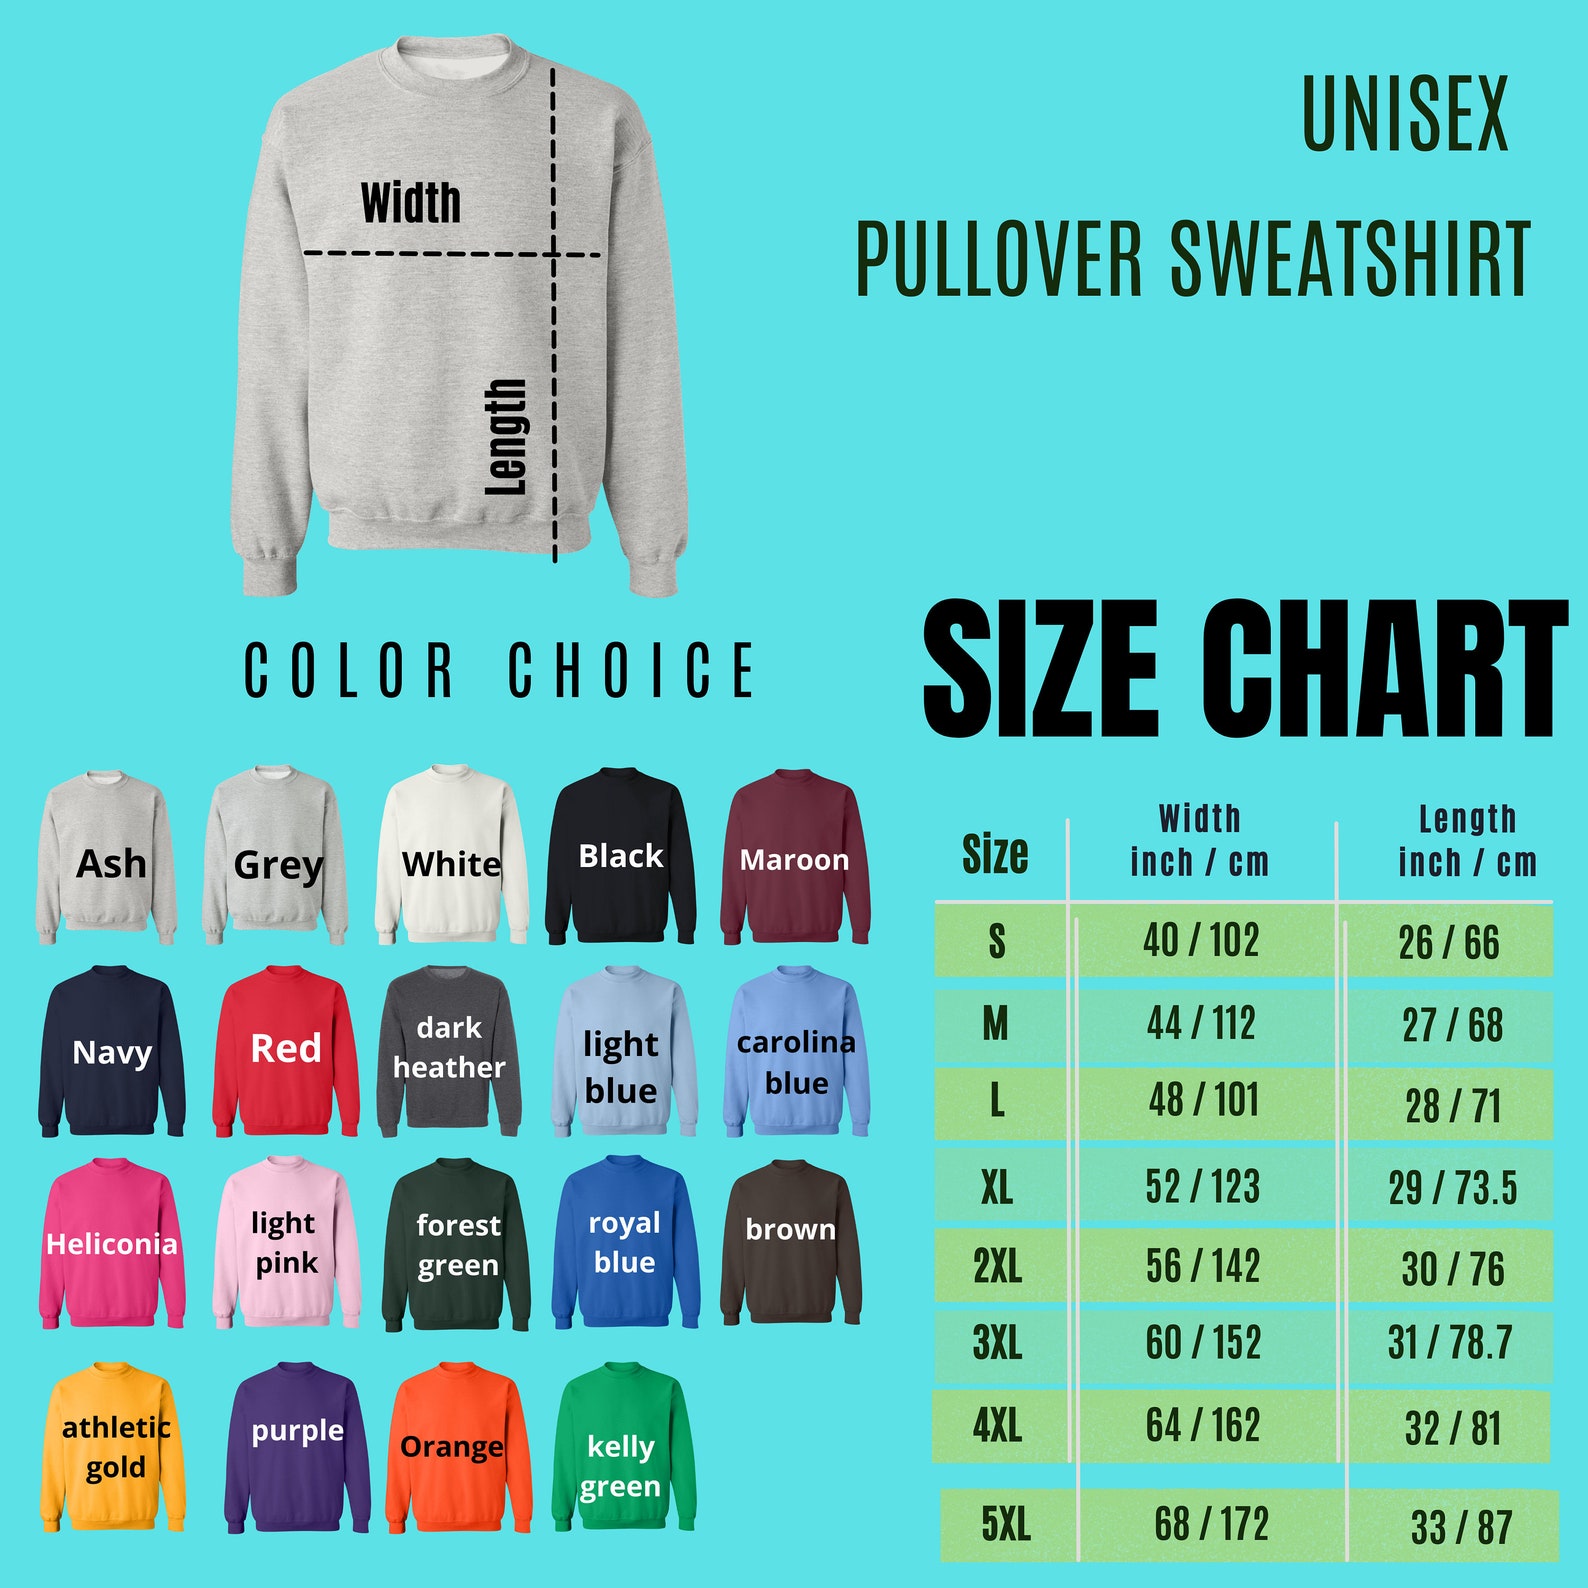 UNISEX
PULLOVER SWEATSHIRT
Width
Length
COLOR CHOICE
Ash
Grey
White
Black
Maroon
Navy
Red
dark
heather
light
blue
carolina
blue
Heliconia
light
pink
forest
green
royal
blue
brown
athletic
gold
purple
Orange
kelly
green
SIZE CHART
Size
Width
inch / cm
Length
inch / cm
S 40 / 102 26 / 66
M 44 / 112 27 / 68
L 48 / 101 28 / 71
XL 52 / 123 29 / 73.5
2XL 56 / 142 30 / 76
3XL 60 / 152 31 / 78.7
4XL 64 / 162 32 / 81
5XL 68 / 172 33 / 87